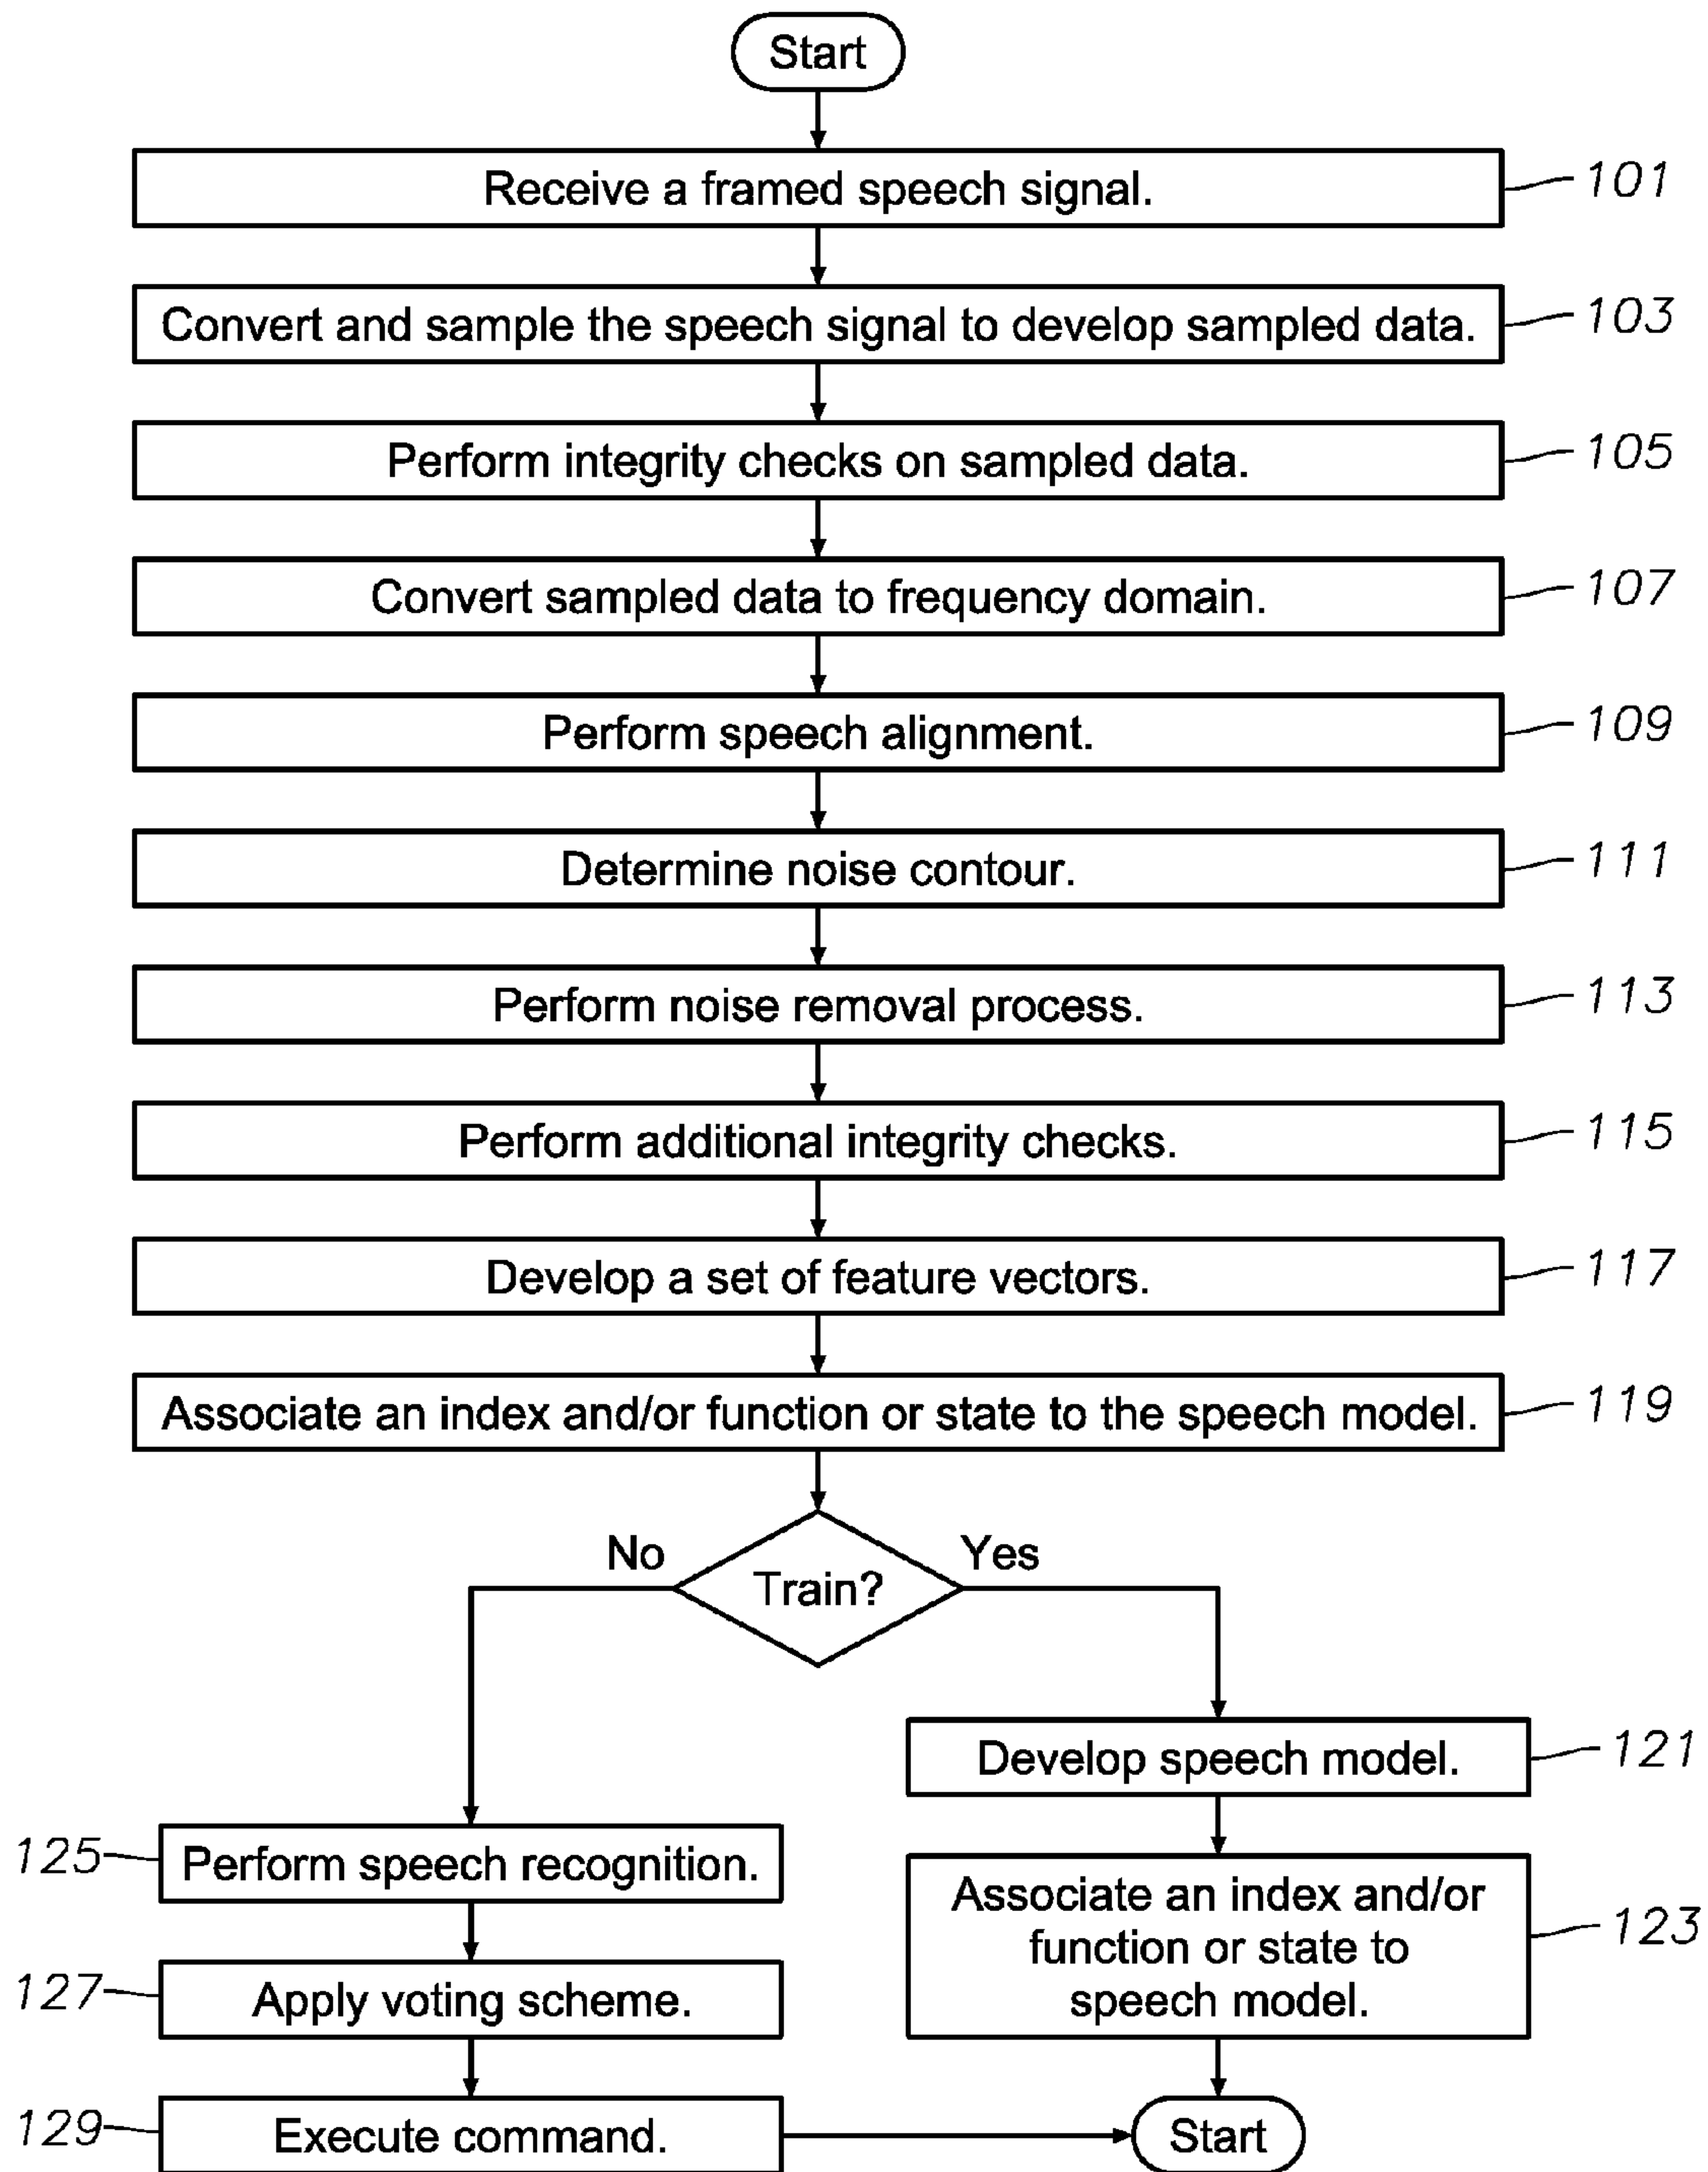 Start
Receive a framed speech signal.
101
Convert and sample the speech signal to develop sampled data.
103
Perform integrity checks on sampled data.
105
Convert sampled data to frequency domain.
107
Perform speech alignment.
109
Determine noise contour.
111
Perform noise removal process.
113
Perform additional integrity checks.
115
Develop a set of feature vectors.
117
Associate an index and/or function or state to the speech model.
119
No
Train?
Yes
Develop speech model.
121
125
Perform speech recognition.
Associate an index and/or
function or state to
speech model.
123
127
Apply voting scheme.
129
Execute command.
Start